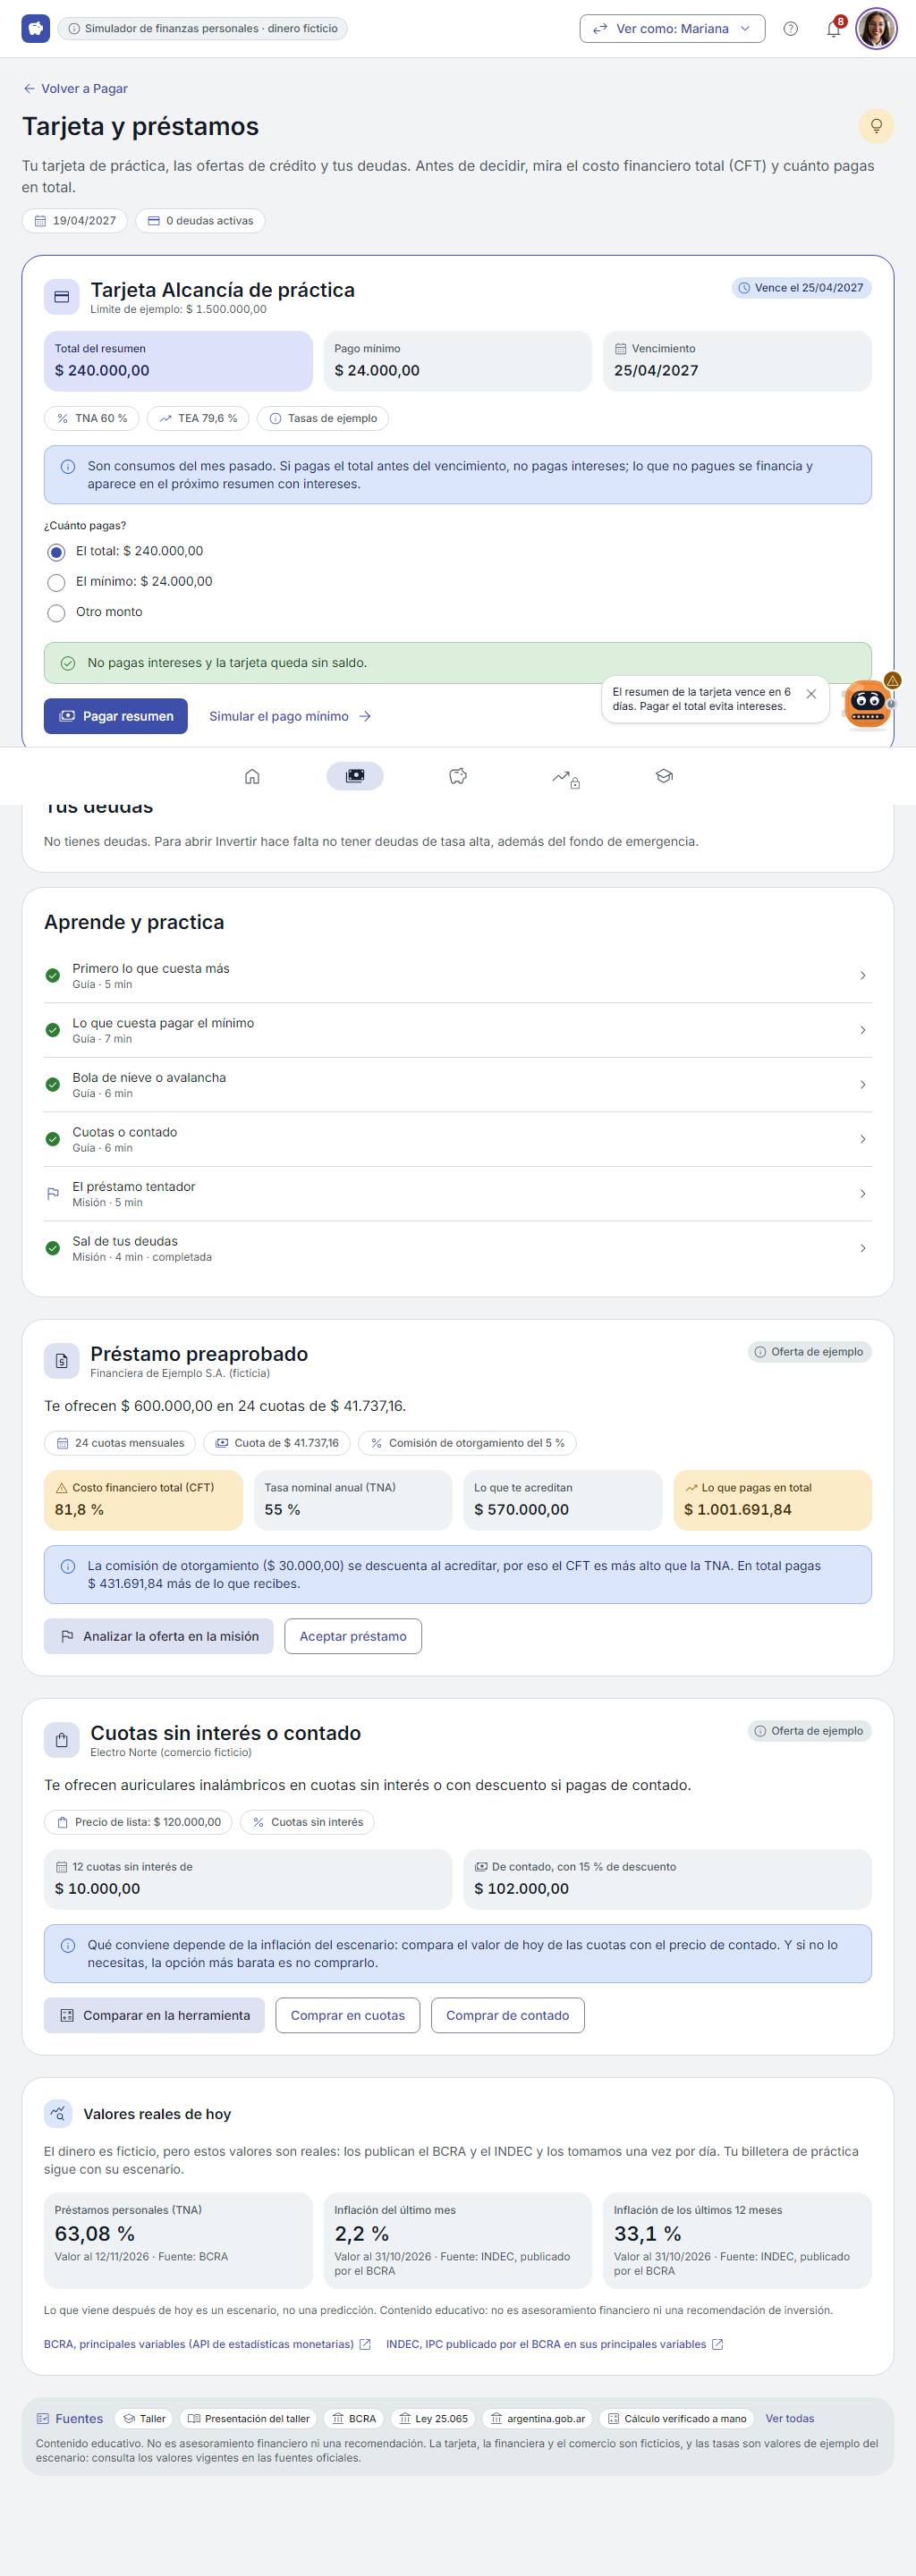 Simulador de finanzas personales · dinero ficticio
Ver como: Mariana
8
Volver a Pagar
Tarjeta y préstamos
Tu tarjeta de práctica, las ofertas de crédito y tus deudas. Antes de decidir, mira el costo financiero total (CFT) y cuánto pagas
en total.
19/04/2027
0 deudas activas
Tarjeta Alcancía de práctica
Límite de ejemplo: $ 1.500.000,00
Vence el 25/04/2027
Total del resumen
$ 240.000,00
Pago mínimo
$ 24.000,00
Vencimiento
25/04/2027
TNA 60 %
TEA 79,6 %
Tasas de ejemplo
Son consumos del mes pasado. Si pagas el total antes del vencimiento, no pagas intereses; lo que no pagues se financia y
aparece en el próximo resumen con intereses.
¿Cuánto pagas?
El total: $ 240.000,00
El mínimo: $ 24.000,00
Otro monto
No pagas intereses y la tarjeta queda sin saldo.
El resumen de la tarjeta vence en 6
días. Pagar el total evita intereses.
Pagar resumen
Simular el pago mínimo
Tus deudas
No tienes deudas. Para abrir Invertir hace falta no tener deudas de tasa alta, además del fondo de emergencia.
Aprende y practica
Primero lo que cuesta más
Guía · 5 min
Lo que cuesta pagar el mínimo
Guía · 7 min
Bola de nieve o avalancha
Guía · 6 min
Cuotas o contado
Guía · 6 min
El préstamo tentador
Misión · 5 min
Sal de tus deudas
Misión · 4 min · completada
Préstamo preaprobado
Financiera de Ejemplo S.A. (ficticia)
Oferta de ejemplo
Te ofrecen $ 600.000,00 en 24 cuotas de $ 41.737,16.
24 cuotas mensuales
Cuota de $ 41.737,16
Comisión de otorgamiento del 5 %
Costo financiero total (CFT)
81,8 %
Tasa nominal anual (TNA)
55 %
Lo que te acreditan
$ 570.000,00
Lo que pagas en total
$ 1.001.691,84
La comisión de otorgamiento ($ 30.000,00) se descuenta al acreditar, por eso el CFT es más alto que la TNA. En total pagas
$ 431.691,84 más de lo que recibes.
Analizar la oferta en la misión
Aceptar préstamo
Cuotas sin interés o contado
Electro Norte (comercio ficticio)
Oferta de ejemplo
Te ofrecen auriculares inalámbricos en cuotas sin interés o con descuento si pagas de contado.
Precio de lista: $ 120.000,00
Cuotas sin interés
12 cuotas sin interés de
$ 10.000,00
De contado, con 15 % de descuento
$ 102.000,00
Qué conviene depende de la inflación del escenario: compara el valor de hoy de las cuotas con el precio de contado. Y si no lo
necesitas, la opción más barata es no comprarlo.
Comparar en la herramienta
Comprar en cuotas
Comprar de contado
Valores reales de hoy
El dinero es ficticio, pero estos valores son reales: los publican el BCRA y el INDEC y los tomamos una vez por día. Tu billetera de práctica
sigue con su escenario.
Préstamos personales (TNA)
63,08 %
Valor al 12/11/2026 · Fuente: BCRA
Inflación del último mes
2,2 %
Valor al 31/10/2026 · Fuente: INDEC, publicado
por el BCRA
Inflación de los últimos 12 meses
33,1 %
Valor al 31/10/2026 · Fuente: INDEC, publicado
por el BCRA
Lo que viene después de hoy es un escenario, no una predicción. Contenido educativo: no es asesoramiento financiero ni una recomendación de inversión.
BCRA, principales variables (API de estadísticas monetarias)
INDEC, IPC publicado por el BCRA en sus principales variables
Fuentes
Taller
Presentación del taller
BCRA
Ley 25.065
argentina.gob.ar
Cálculo verificado a mano
Ver todas
Contenido educativo. No es asesoramiento financiero ni una recomendación. La tarjeta, la financiera y el comercio son ficticios, y las tasas son valores de ejemplo del
escenario: consulta los valores vigentes en las fuentes oficiales.